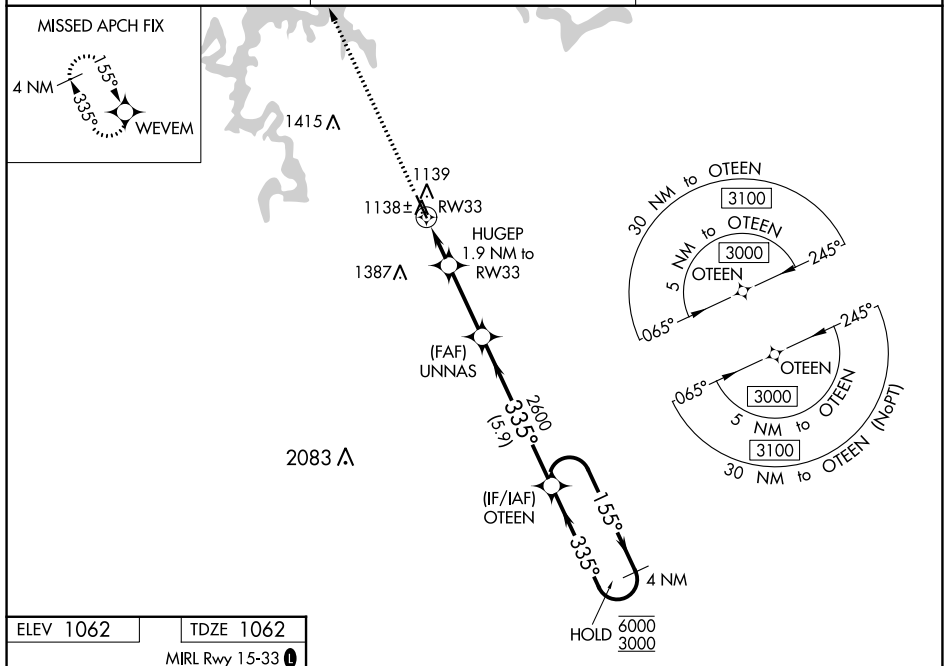 MISSED APCH FIX
4 NM
155°
335°
WEVEM
1415
1139
1138±
RW33
HUGEP
1.9 NM to
RW33
1387
(FAF)
UNNAS
2600
335°
(5.9)
2083
(IF/IAF)
OTEEN
155°
335°
4 NM
HOLD
6000
3000
30 NM to OTEEN
3100
5 NM to OTEEN
3000
OTEEN
245°
065°
245°
065°
OTEEN
3000
5 NM to OTEEN
3100
30 NM to OTEEN (NoPT)
ELEV 1062
TDZE 1062
MIRL Rwy 15-33 L